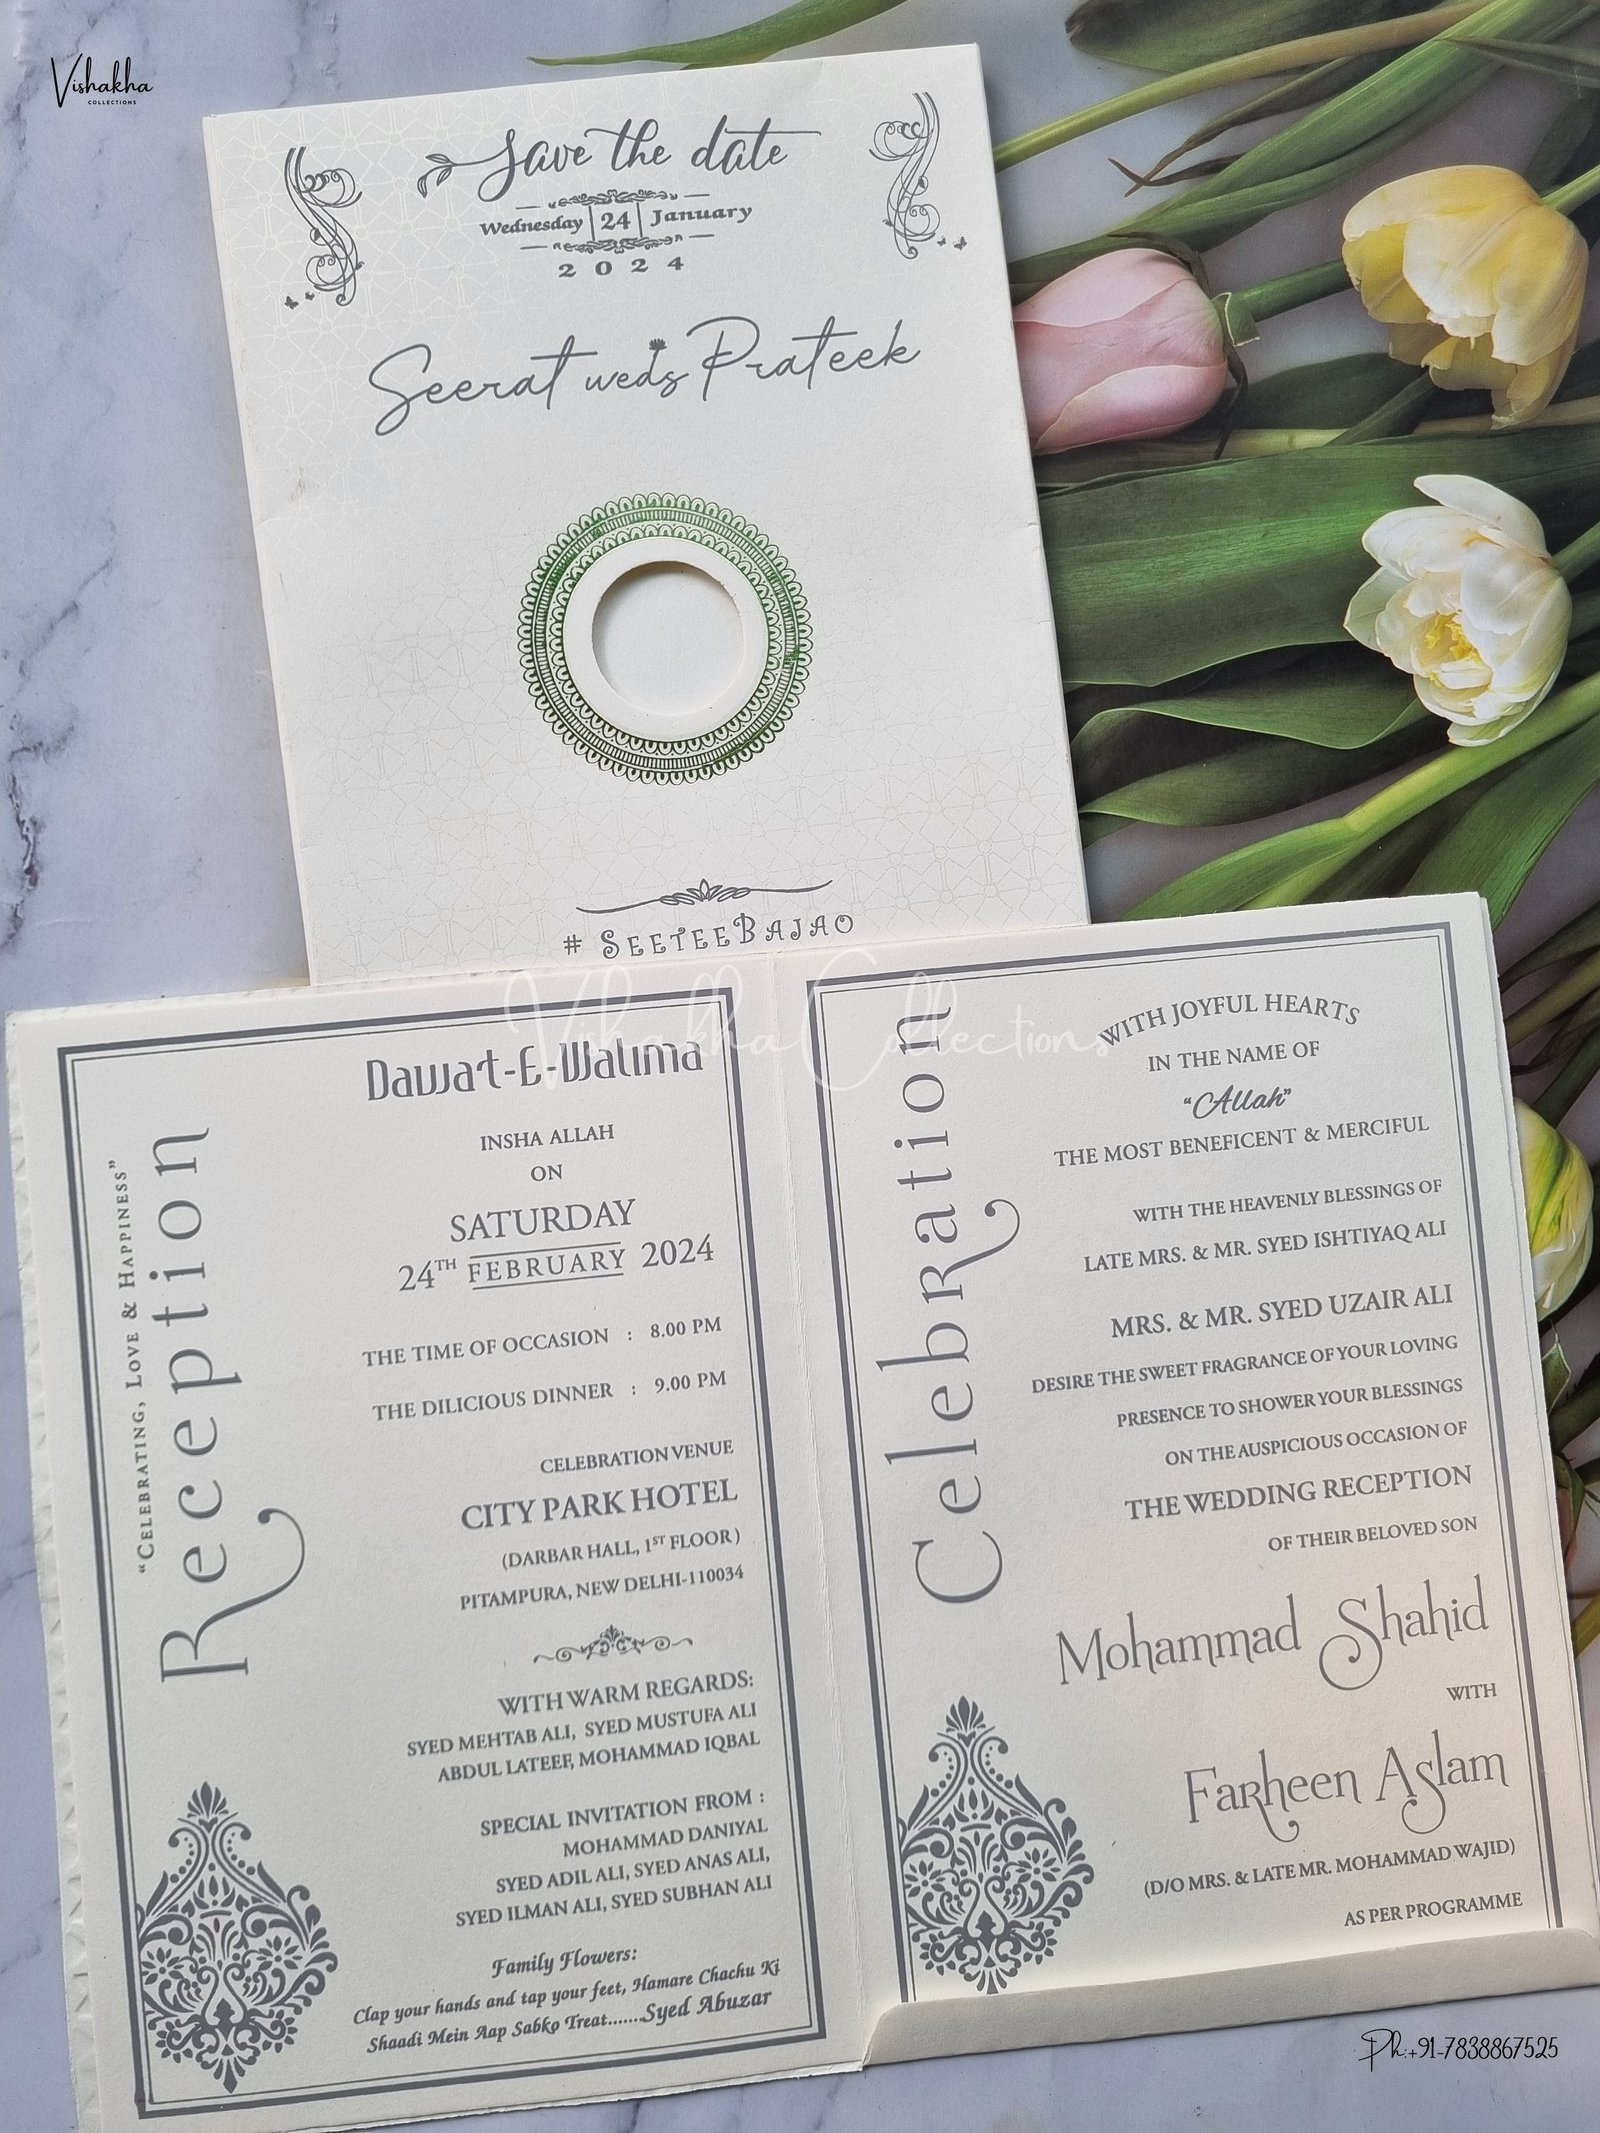 Vishakha
COLLECTIONS
Save the date
Wednesday | 24 | January
2 0 2 4
Seerat weds Prateek
# SEETEEBAJAO
Vishakha Collections
"CELEBRATING, LOVE & HAPPINESS"
Reception
Dawat-E-Walima
INSHA ALLAH
ON
SATURDAY
24TH FEBRUARY 2024
THE TIME OF OCCASION : 8.00 PM
THE DILICIOUS DINNER : 9.00 PM
CELEBRATION VENUE
CITY PARK HOTEL
(DARBAR HALL, 1ST FLOOR)
PITAMPURA, NEW DELHI-110034
WITH WARM REGARDS:
SYED MEHTAB ALI, SYED MUSTUFA ALI
ABDUL LATEEF, MOHAMMAD IQBAL
SPECIAL INVITATION FROM :
MOHAMMAD DANIYAL
SYED ADIL ALI, SYED ANAS ALI,
SYED ILMAN ALI, SYED SUBHAN ALI
Family Flowers:
Clap your hands and tap your feet, Hamare Chachu Ki
Shaadi Mein Aap Sabko Treat.......Syed Abuzar
CelebRation
WITH JOYFUL HEARTS
IN THE NAME OF
"Allah"
THE MOST BENEFICENT & MERCIFUL
WITH THE HEAVENLY BLESSINGS OF
LATE MRS. & MR. SYED ISHTIYAQ ALI
MRS. & MR. SYED UZAIR ALI
DESIRE THE SWEET FRAGRANCE OF YOUR LOVING
PRESENCE TO SHOWER YOUR BLESSINGS
ON THE AUSPICIOUS OCCASION OF
THE WEDDING RECEPTION
OF THEIR BELOVED SON
Mohammad Shahid
WITH
Farheen Aslam
(D/O MRS. & LATE MR. MOHAMMAD WAJID)
AS PER PROGRAMME
Ph:+91-7838867525